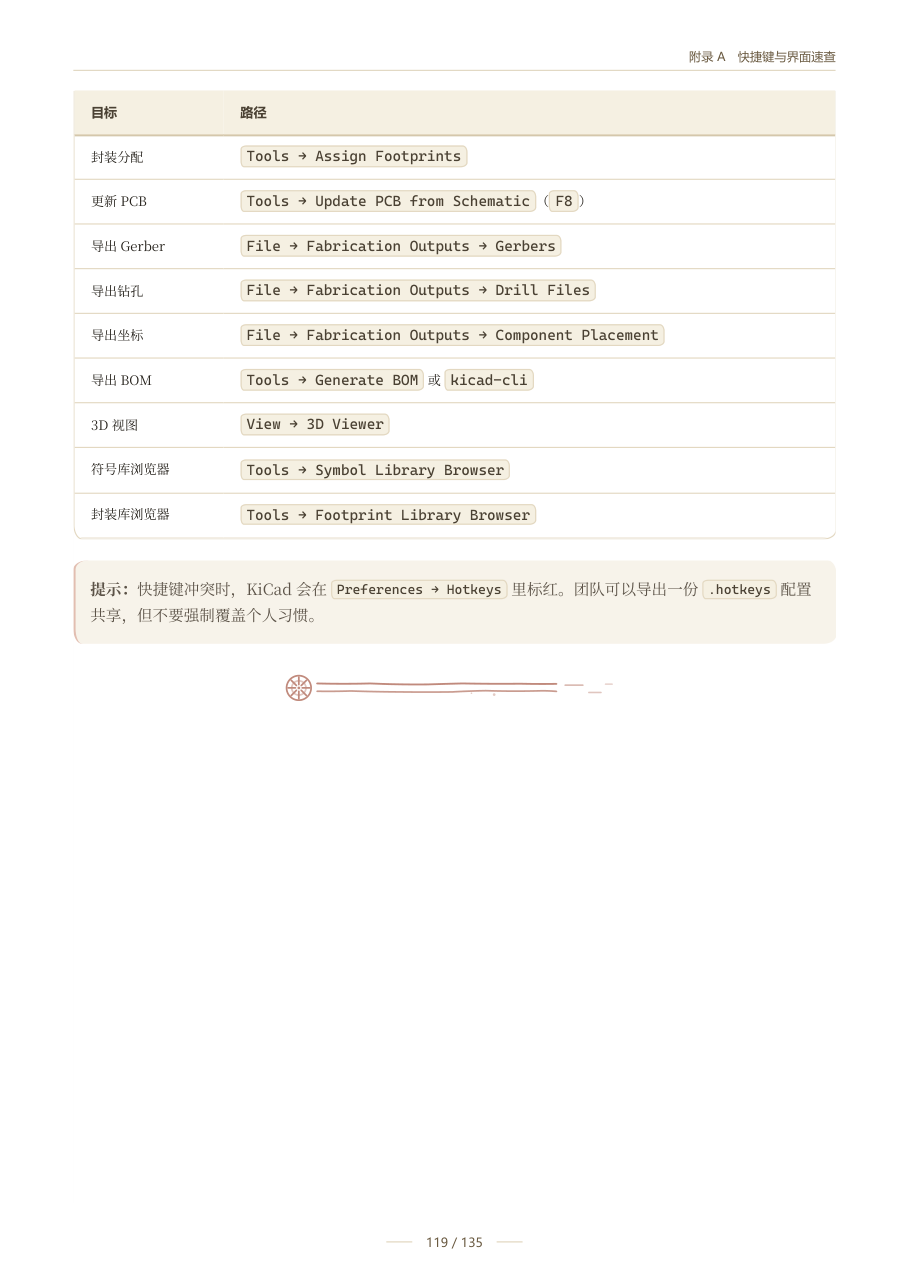 附录 A 快捷键与界面速查
目标 路径
封装分配 Tools → Assign Footprints
更新 PCB Tools → Update PCB from Schematic （F8）
导出 Gerber File → Fabrication Outputs → Gerbers
导出钻孔 File → Fabrication Outputs → Drill Files
导出坐标 File → Fabrication Outputs → Component Placement
导出 BOM Tools → Generate BOM 或 kicad-cli
3D 视图 View → 3D Viewer
符号库浏览器 Tools → Symbol Library Browser
封装库浏览器 Tools → Footprint Library Browser
提示：快捷键冲突时，KiCad 会在 Preferences → Hotkeys 里标红。团队可以导出一份 .hotkeys 配置
共享，但不要强制覆盖个人习惯。
119 / 135